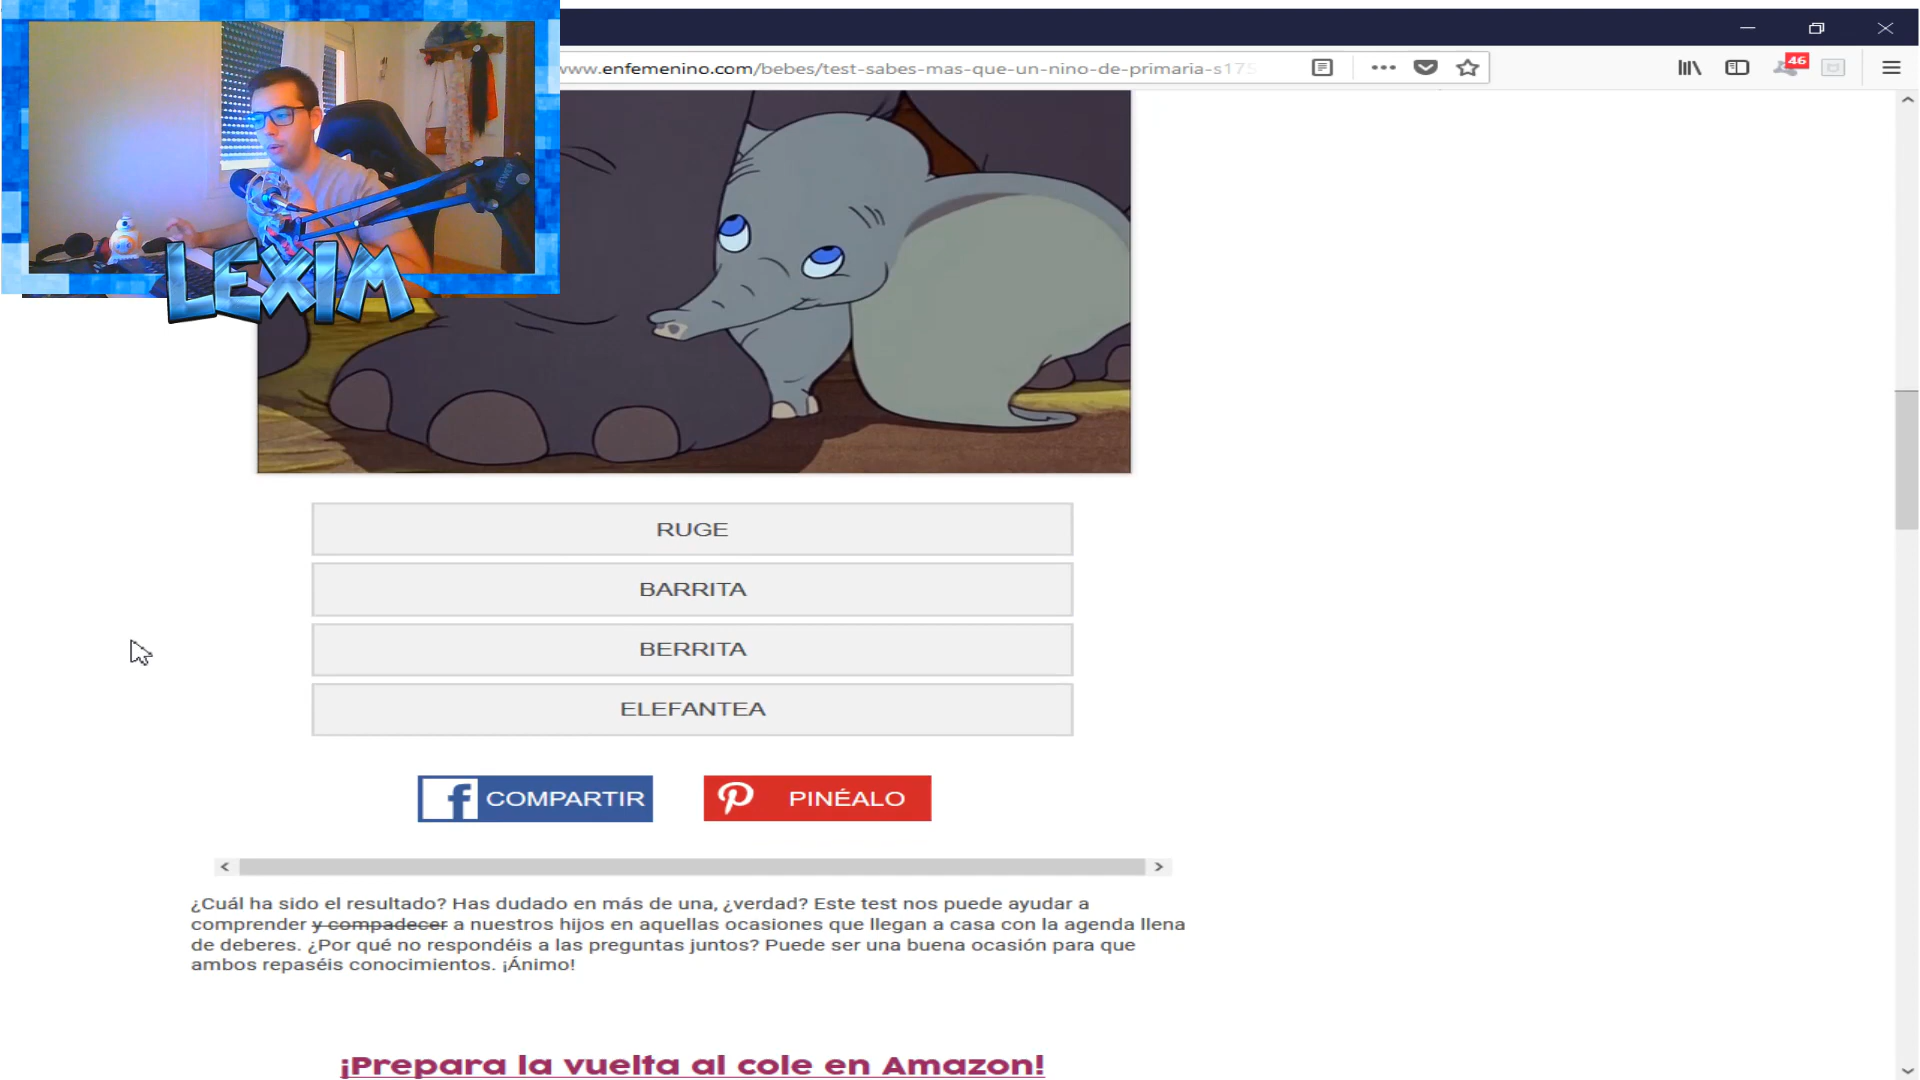 www.enfemenino.com/bebes/test-sabes-mas-que-un-nino-de-primaria-s175
46
LEXIM
RUGE
BARRITA
BERRITA
ELEFANTEA
f COMPARTIR
PINÉALO
¿Cuál ha sido el resultado? Has dudado en más de una, ¿verdad? Este test nos puede ayudar a
comprender y compadecer a nuestros hijos en aquellas ocasiones que llegan a casa con la agenda llena
de deberes. ¿Por qué no respondéis a las preguntas juntos? Puede ser una buena ocasión para que
ambos repaséis conocimientos. ¡Ánimo!
¡Prepara la vuelta al cole en Amazon!